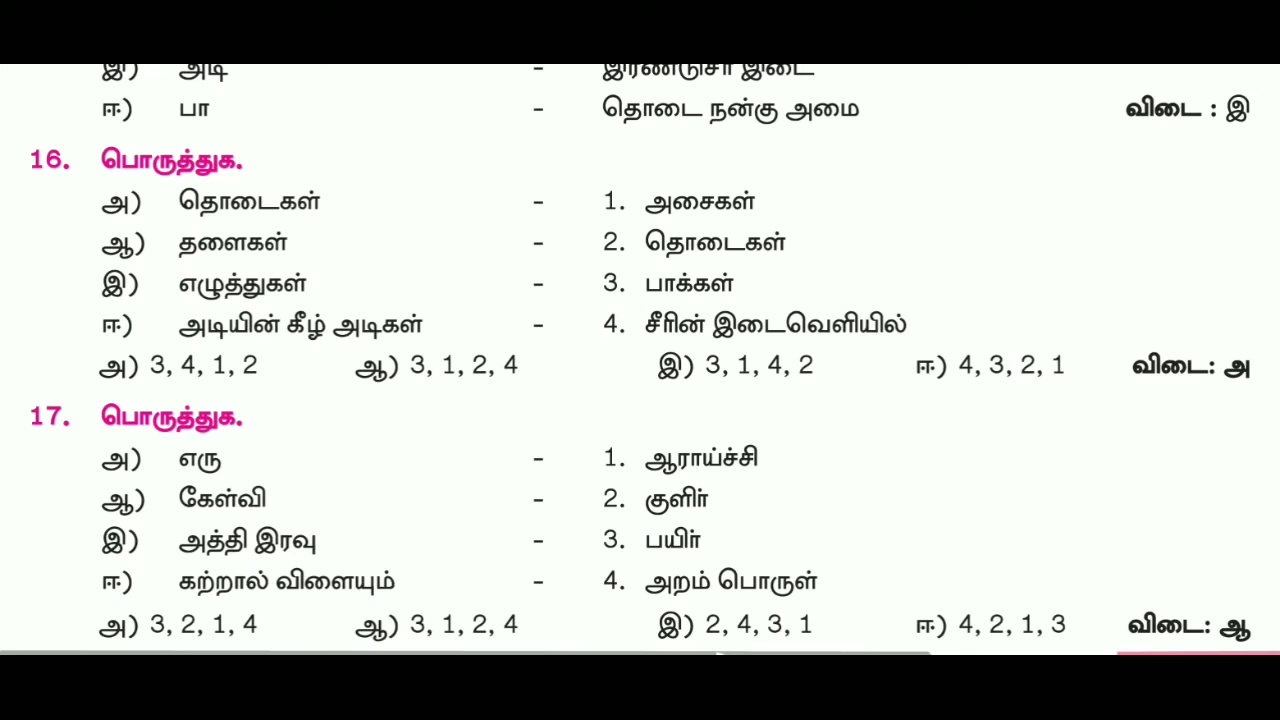 இ) அடி - இரண்டுசீர் இடை
ஈ) பா - தொடை நன்கு அமை விடை : இ
16. பொருத்துக.
அ) தொடைகள் - 1. அசைகள்
ஆ) தளைகள் - 2. தொடைகள்
இ) எழுத்துகள் - 3. பாக்கள்
ஈ) அடியின் கீழ் அடிகள் - 4. சீரின் இடைவெளியில்
அ) 3, 4, 1, 2 ஆ) 3, 1, 2, 4 இ) 3, 1, 4, 2 ஈ) 4, 3, 2, 1 விடை: அ
17. பொருத்துக.
அ) எரு - 1. ஆராய்ச்சி
ஆ) கேள்வி - 2. குளிர்
இ) அத்தி இரவு - 3. பயிர்
ஈ) கற்றால் விளையும் - 4. அறம் பொருள்
அ) 3, 2, 1, 4 ஆ) 3, 1, 2, 4 இ) 2, 4, 3, 1 ஈ) 4, 2, 1, 3 விடை: ஆ